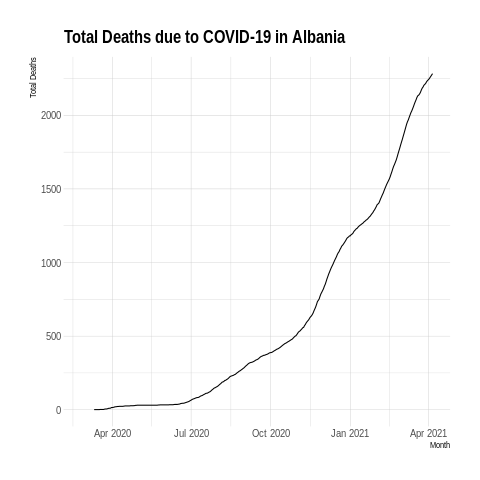 Total Deaths due to COVID-19 in Albania
Total Deaths
2000
1500
1000
500
0
Apr 2020 Jul 2020 Oct 2020 Jan 2021 Apr 2021
Month